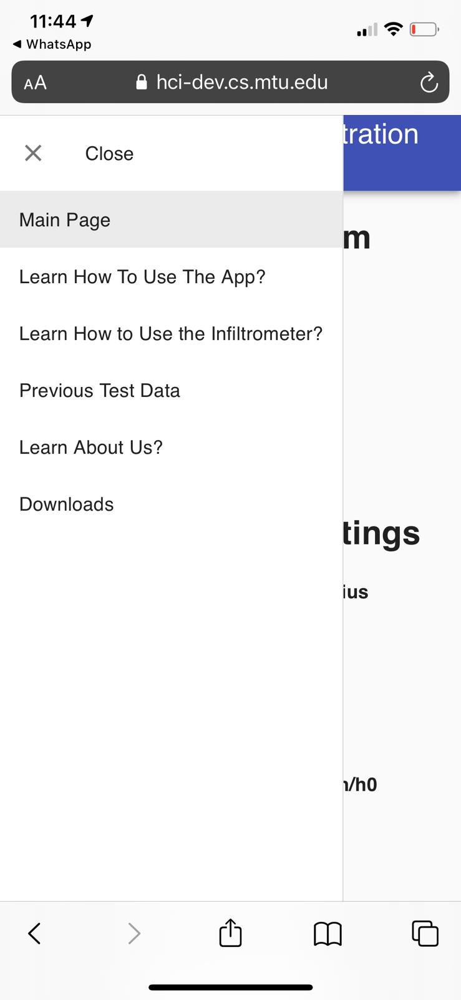 11:44
WhatsApp
AA hci-dev.cs.mtu.edu
Close
tration
Main Page
m
Learn How To Use The App?
Learn How to Use the Infiltrometer?
Previous Test Data
Learn About Us?
Downloads
tings
ius
/h0